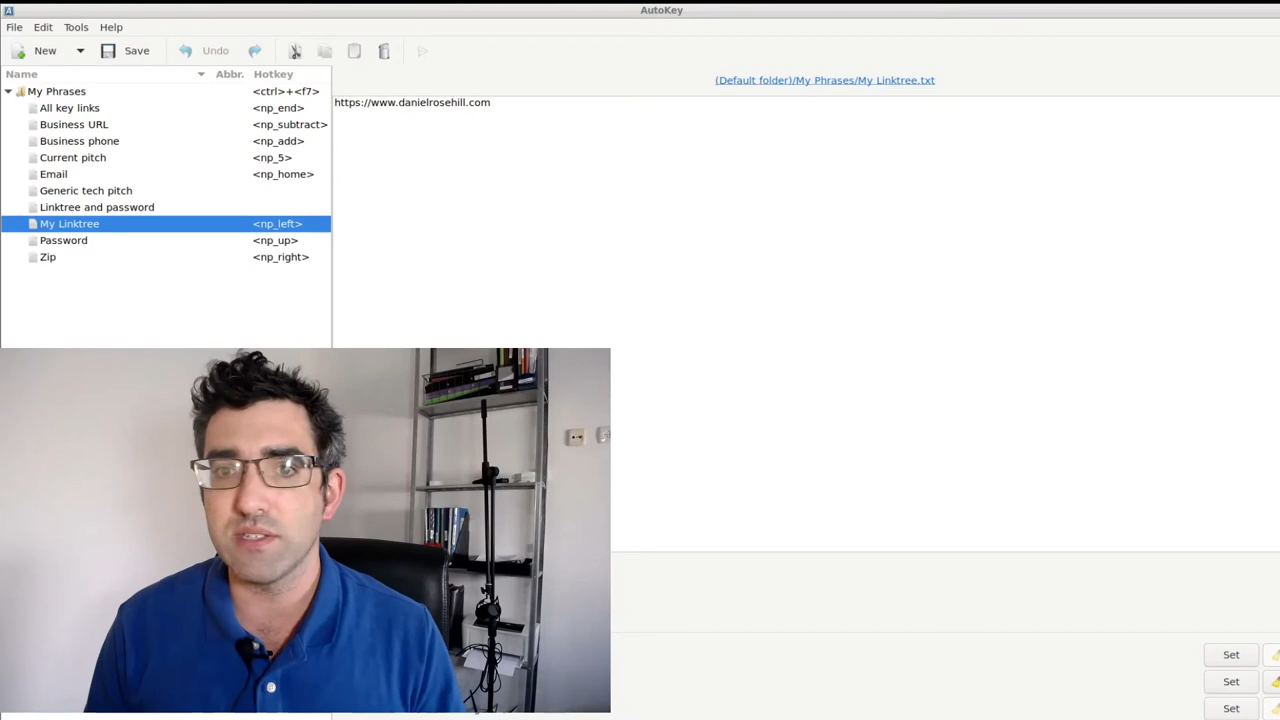 AutoKey
File Edit Tools Help
New Save Undo
Name Abbr. Hotkey
(Default folder)/My Phrases/My Linktree.txt
My Phrases <ctrl>+<f7>
https://www.danielrosehill.com
All key links <np_end>
Business URL <np_subtract>
Business phone <np_add>
Current pitch <np_5>
Email <np_home>
Generic tech pitch
Linktree and password
My Linktree <np_left>
Password <np_up>
Zip <np_right>
Set
Set
Set